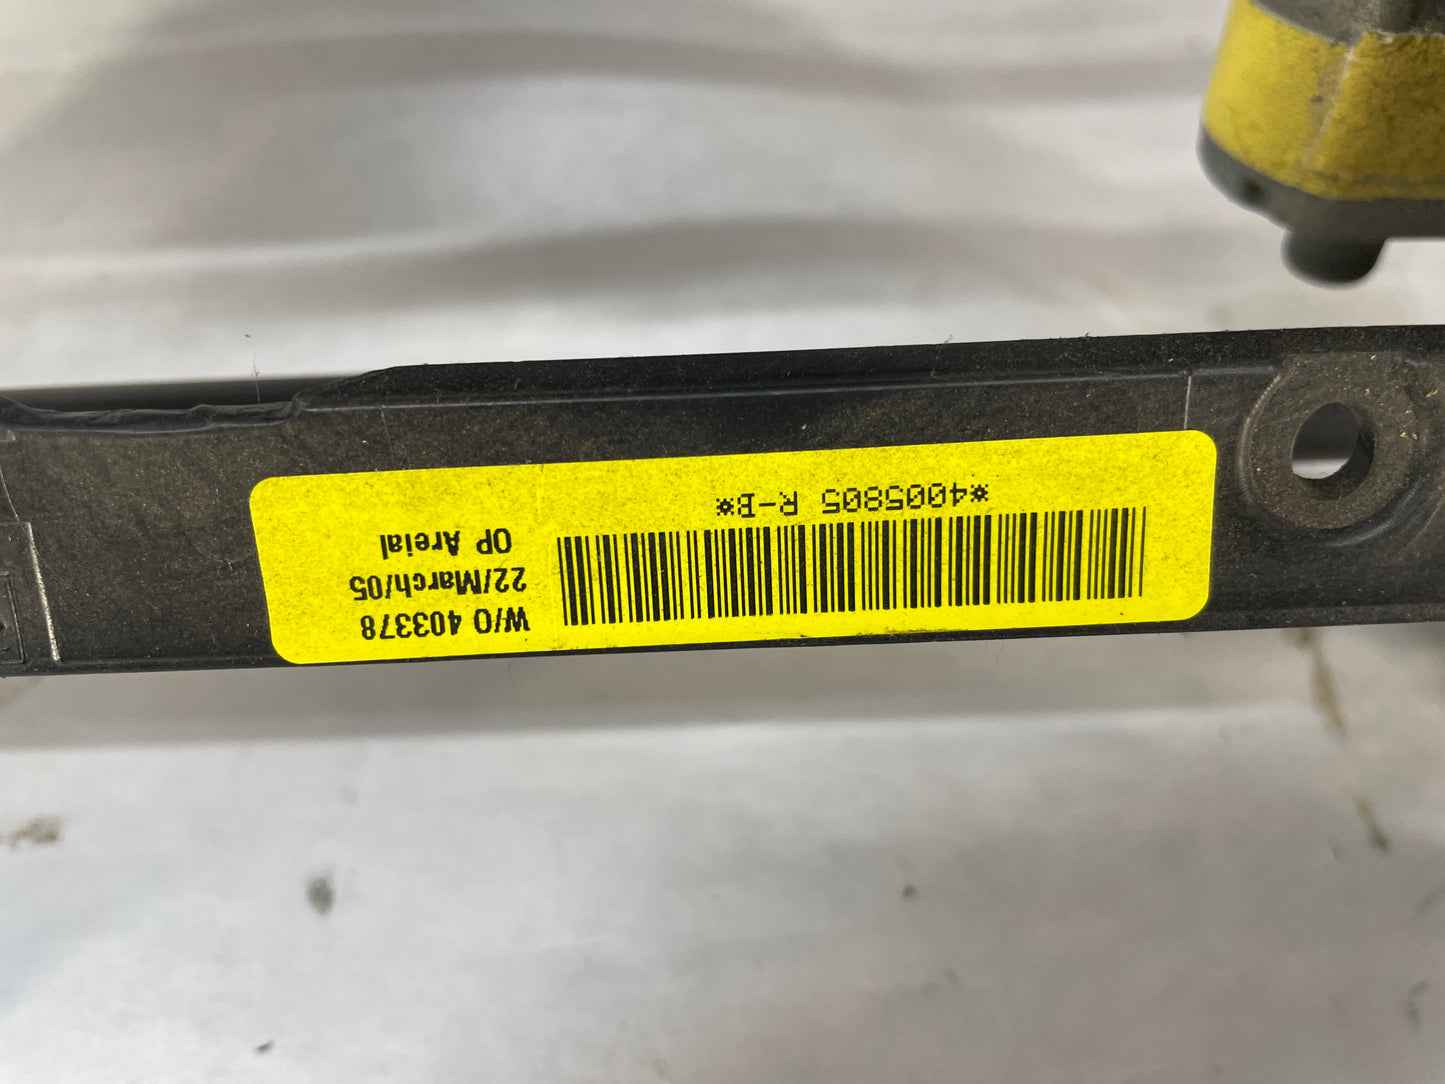 W/O 403378
22/March/05
OP Areial
*4005805 R-B*